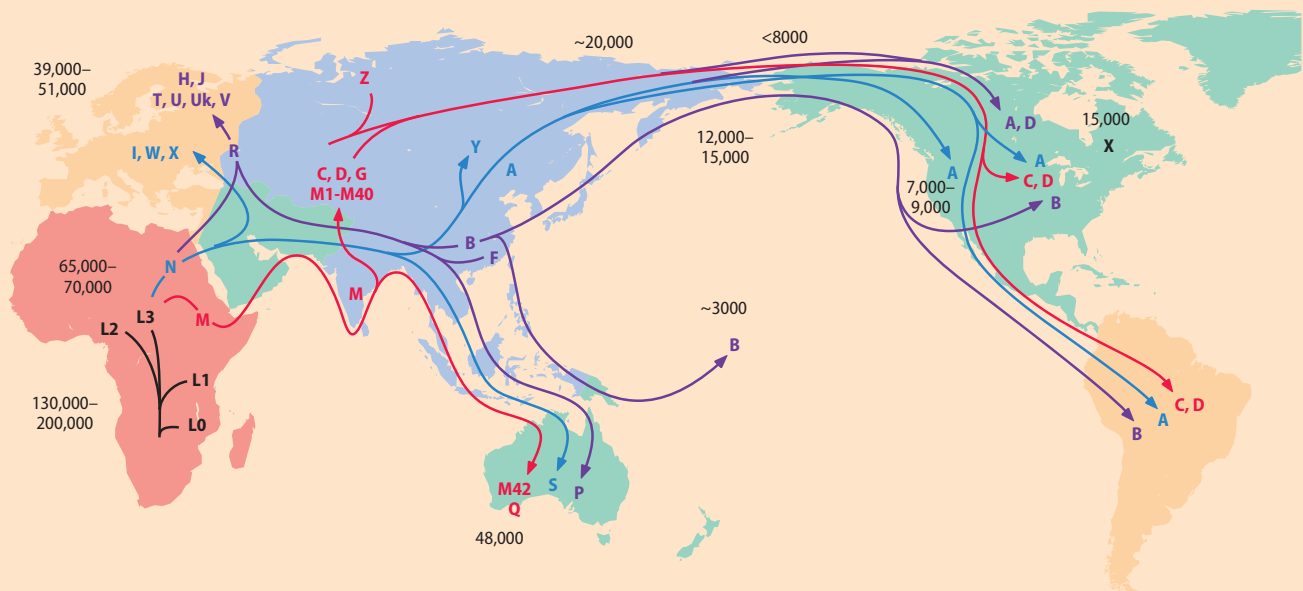 ~20,000
<8000
39,000–
51,000
H, J
T, U, Uk, V
Z
I, W, X
R
Y
A
C, D, G
M1-M40
12,000–
15,000
A, D
15,000
X
A
A
C, D
7,000–
9,000
B
B
F
N
65,000–
70,000
M
M
L3
L2
L1
L0
130,000–
200,000
~3000
B
C, D
A
B
M42
Q
S
P
48,000